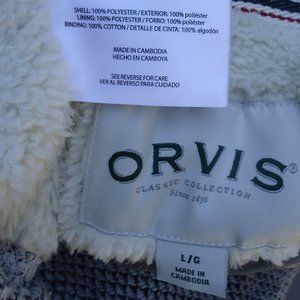 SHELL: 100% POLYESTER / EXTERIOR: 100% poliéster
LINING: 100% POLYESTER / FORRO: 100% poliéster
BINDING: 100% COTTON / DETALLE DE CINTA: 100% algodón
MADE IN CAMBODIA
HECHO EN CAMBOYA
SEE REVERSE FOR CARE
VER AL REVERSO PARA CUIDADO
ORVIS®
CLASSIC COLLECTION
Since 1856
L/G
MADE IN
CAMBODIA